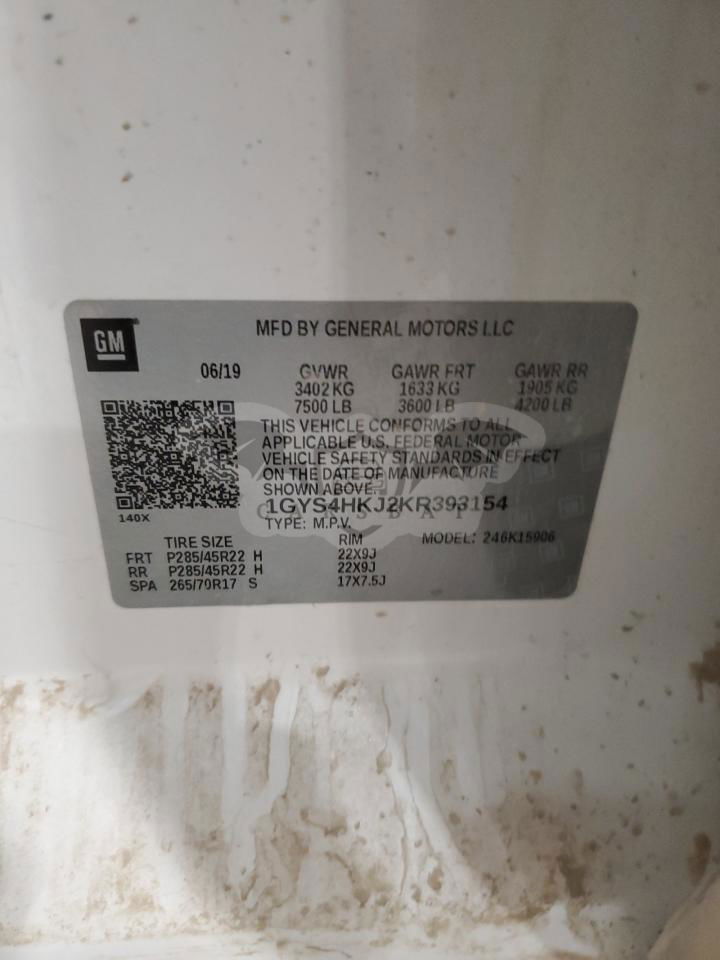 GM
MFD BY GENERAL MOTORS LLC
06/19 GVWR GAWR FRT GAWR RR
3402 KG 1633 KG 1905 KG
7500 LB 3600 LB 4200 LB
THIS VEHICLE CONFORMS TO ALL
APPLICABLE U.S. FEDERAL MOTOR
VEHICLE SAFETY STANDARDS IN EFFECT
ON THE DATE OF MANUFACTURE
SHOWN ABOVE.
1GYS4HKJ2KR393154
140X
TYPE: M.P.V. MODEL: 246K15906
TIRE SIZE RIM
FRT P285/45R22 H 22X9J
RR P285/45R22 H 22X9J
SPA 265/70R17 S 17X7.5J